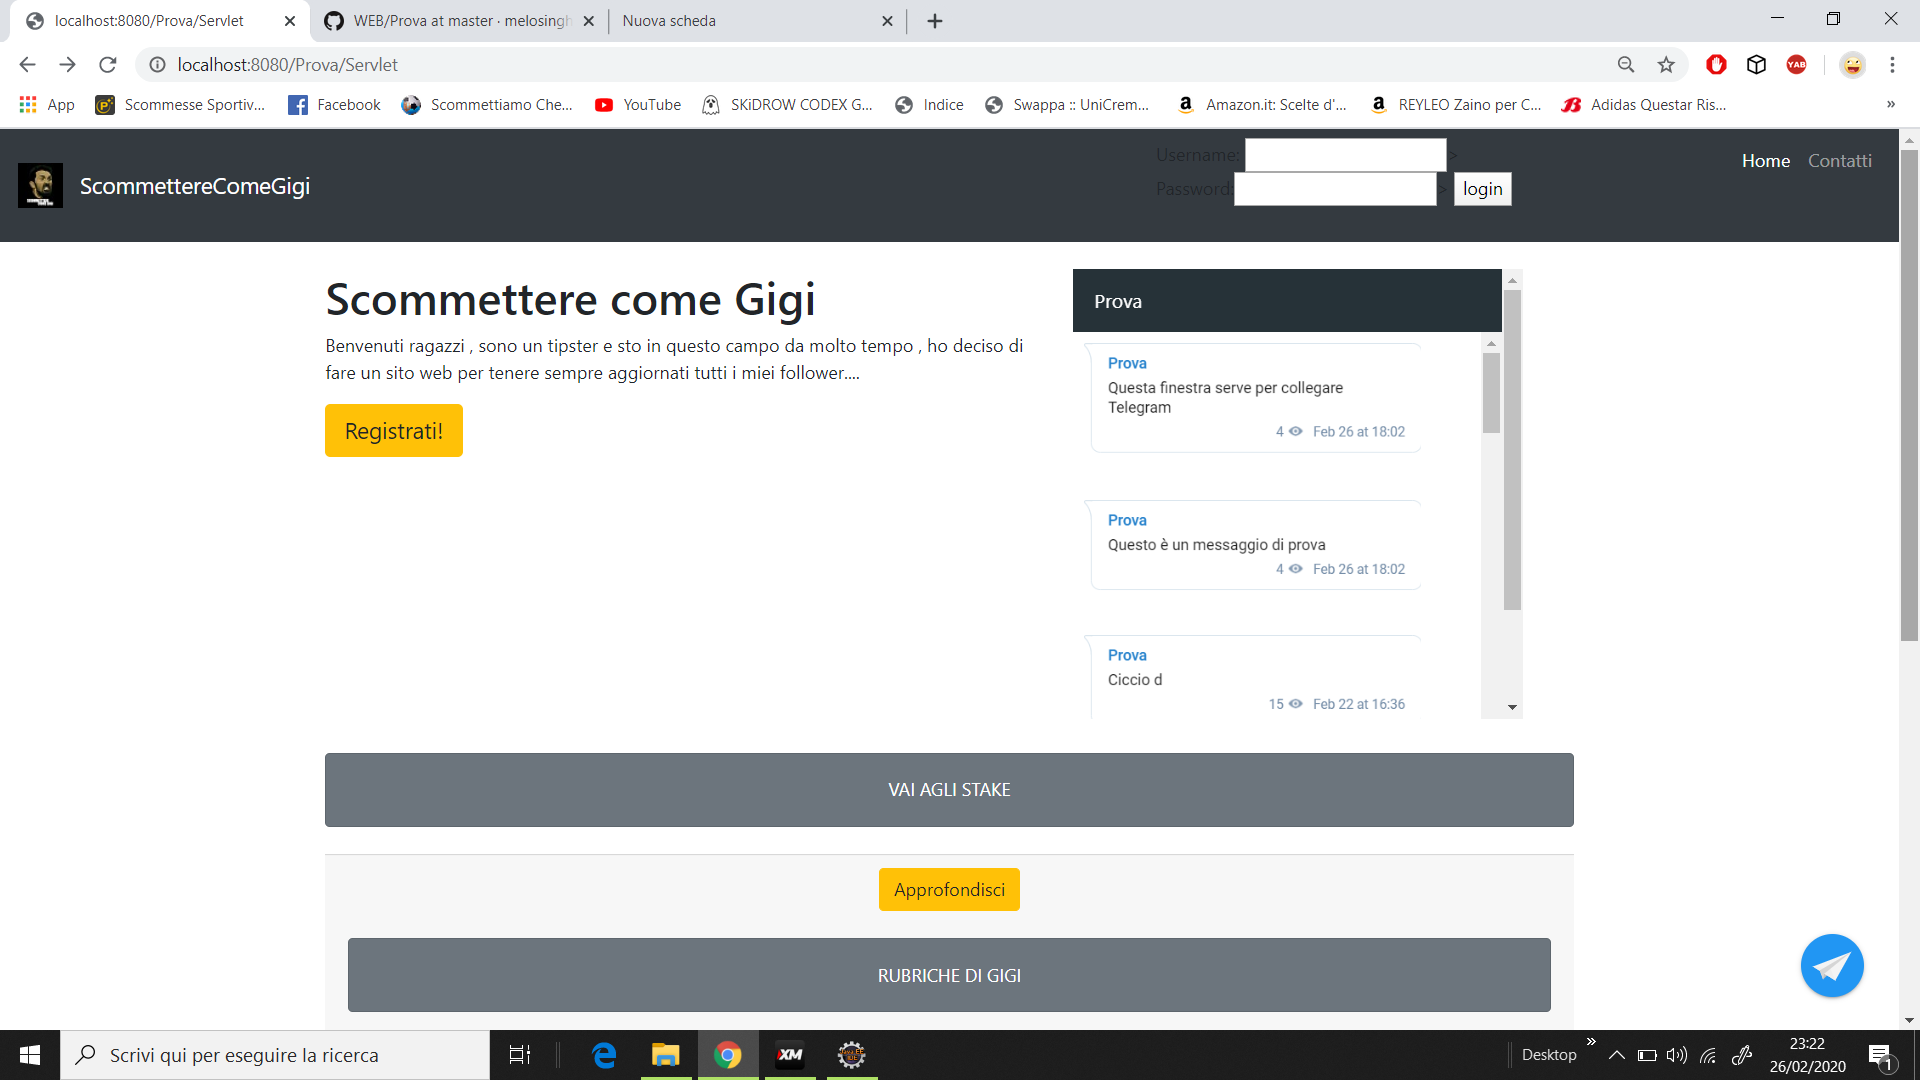 localhost:8080/Prova/Servlet
WEB/Prova at master · melosingh
Nuova scheda
localhost:8080/Prova/Servlet
App
Scommesse Sportiv...
Facebook
Scommettiamo Che...
YouTube
SKiDROW CODEX G...
Indice
Swappa :: UniCrem...
Amazon.it: Scelte d'...
REYLEO Zaino per C...
Adidas Questar Ris...
»
YAB
ScommettereComeGigi
Username: >
Password: > login
Home Contatti
Scommettere come Gigi
Benvenuti ragazzi , sono un tipster e sto in questo campo da molto tempo , ho deciso di
fare un sito web per tenere sempre aggiornati tutti i miei follower....
Registrati!
Prova
Prova
Questa finestra serve per collegare
Telegram
4 Feb 26 at 18:02
Prova
Questo è un messaggio di prova
4 Feb 26 at 18:02
Prova
Ciccio d
15 Feb 22 at 16:36
VAI AGLI STAKE
Approfondisci
RUBRICHE DI GIGI
Scrivi qui per eseguire la ricerca
XM
Desktop »
23:22
26/02/2020
1